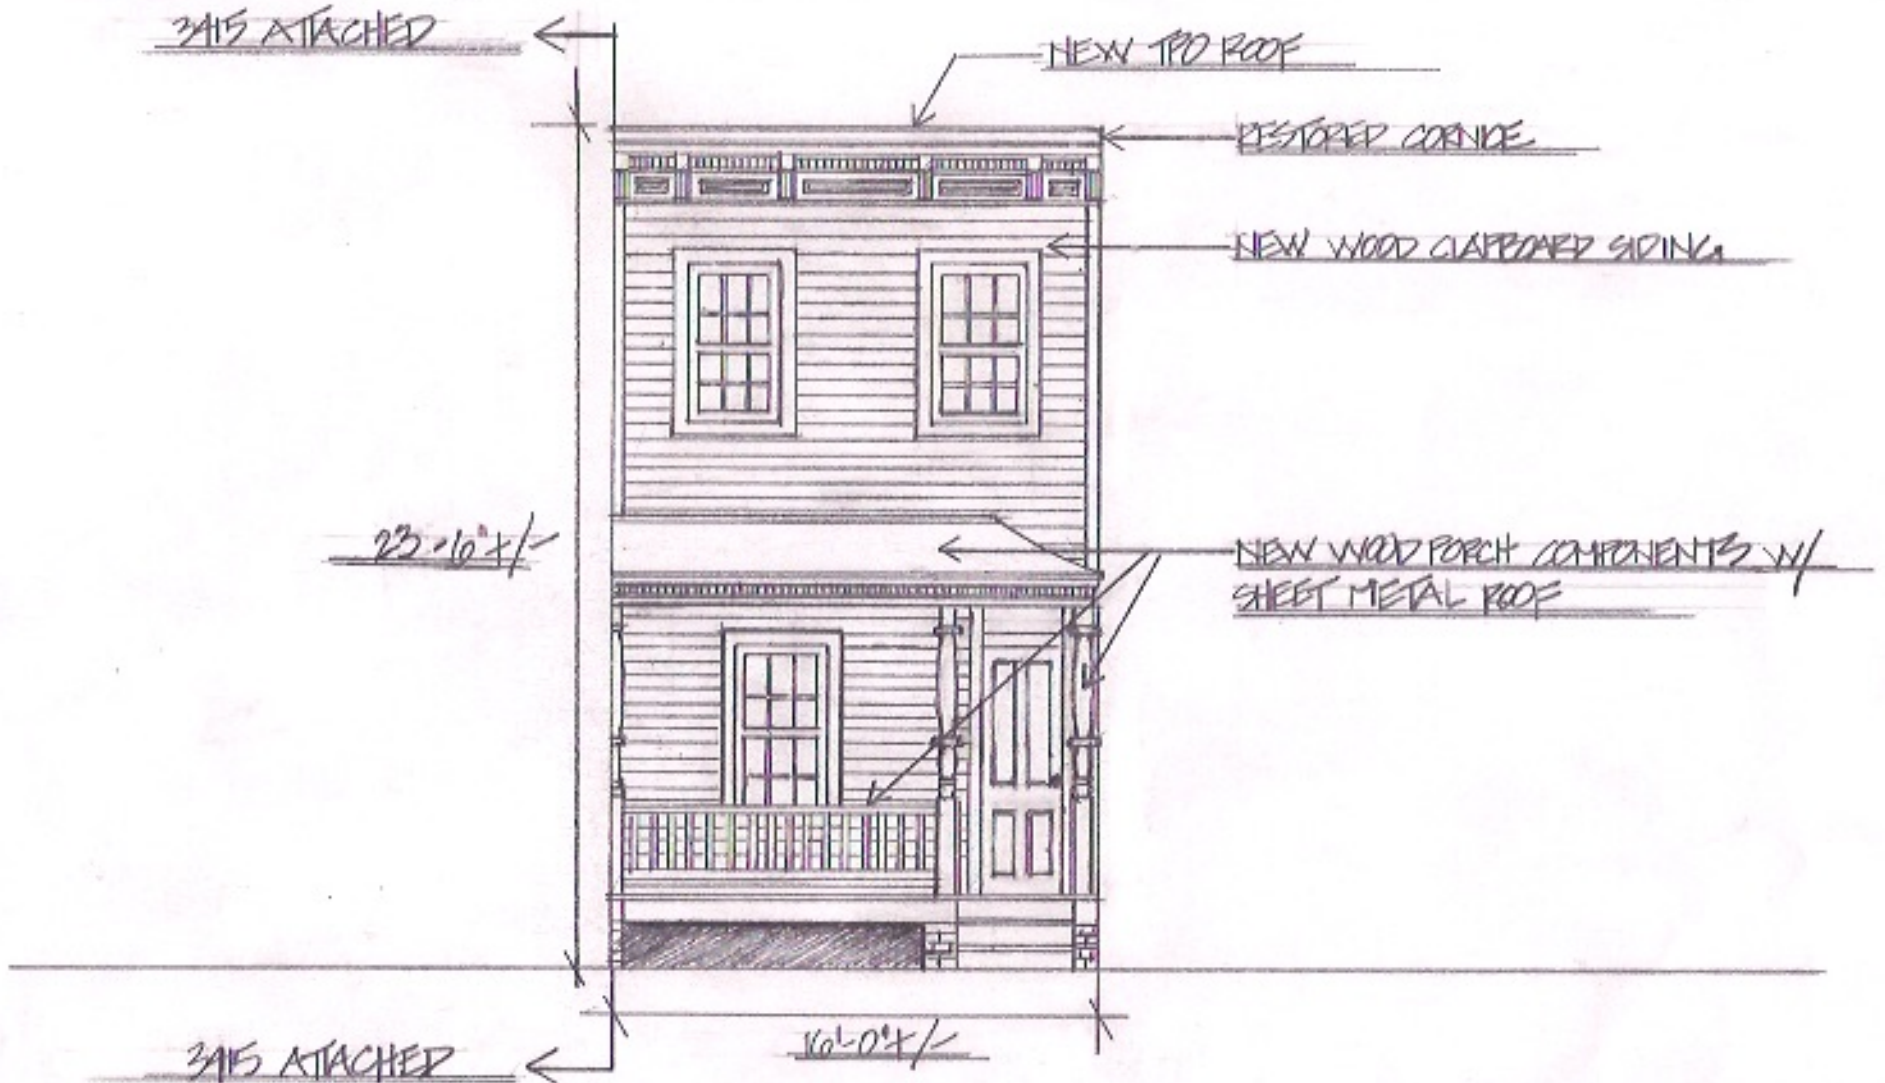 3415 ATTACHED
NEW TPO ROOF
RESTORED CORNICE
NEW WOOD CLAPBOARD SIDING
23'-6"+/-
NEW WOOD PORCH COMPONENTS W/
SHEET METAL ROOF
16'-0"+/-
3415 ATTACHED